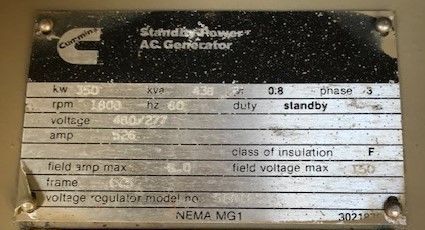 Cummins
Standby Power
A.C. Generator
kw 350 kva 438 pf 0.8 phase 3
rpm 1800 hz 60 duty standby
voltage 480/277
amp 526
class of insulation F
field amp max field voltage max
frame
voltage regulator model no.
NEMA MG1